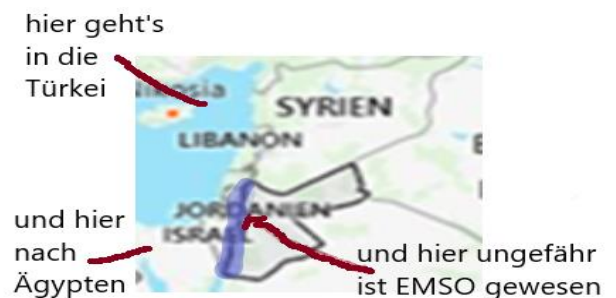 hier geht's
in die
Türkei
Nikosia
SYRIEN
LIBANON
JORDANIEN
ISRAEL
und hier
nach
Ägypten
und hier ungefähr
ist EMSO gewesen